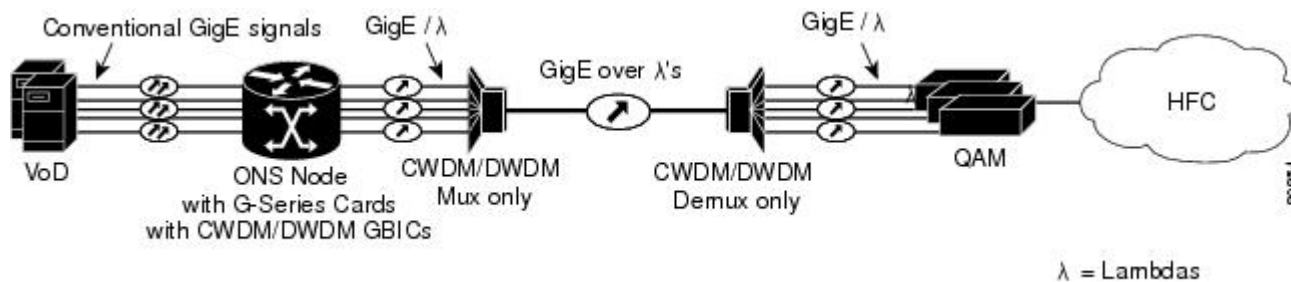 Conventional GigE signals
GigE / λ
GigE over λ's
GigE / λ
λ
HFC
VoD
ONS Node
with G-Series Cards
with CWDM/DWDM GBICs
CWDM/DWDM
Mux only
CWDM/DWDM
Demux only
QAM
λ = Lambdas